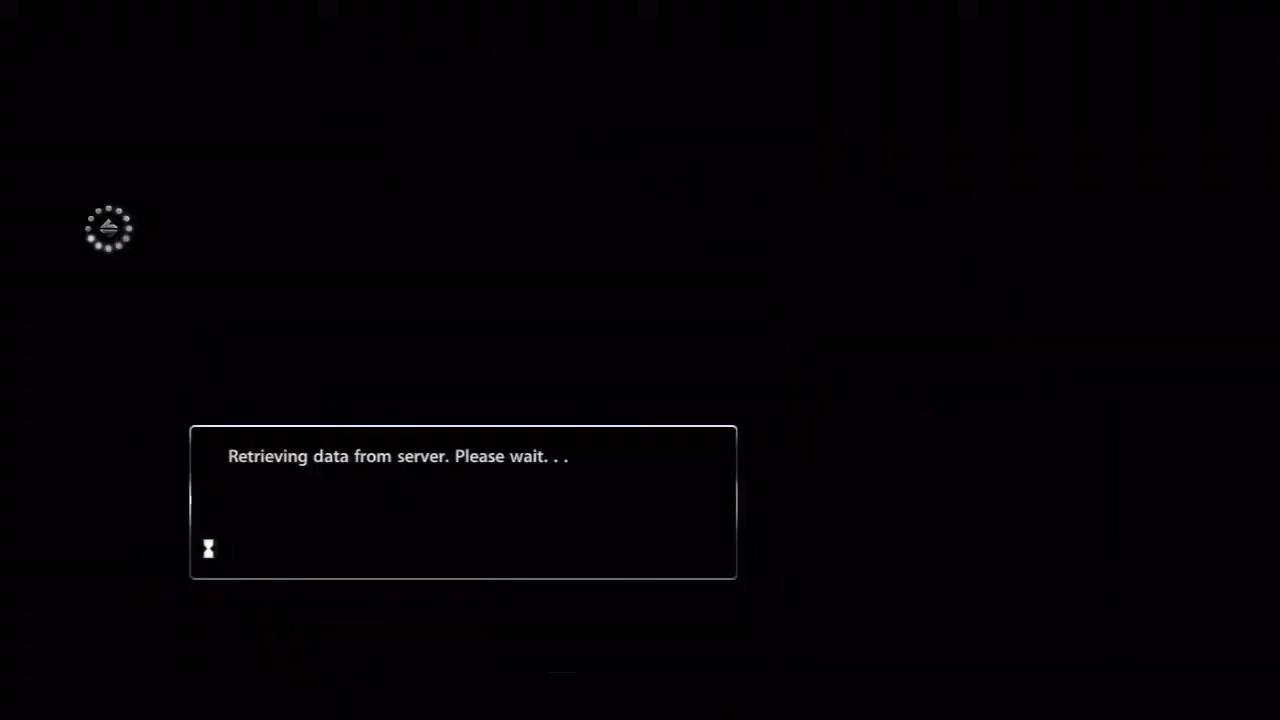 Retrieving data from server. Please wait. . .